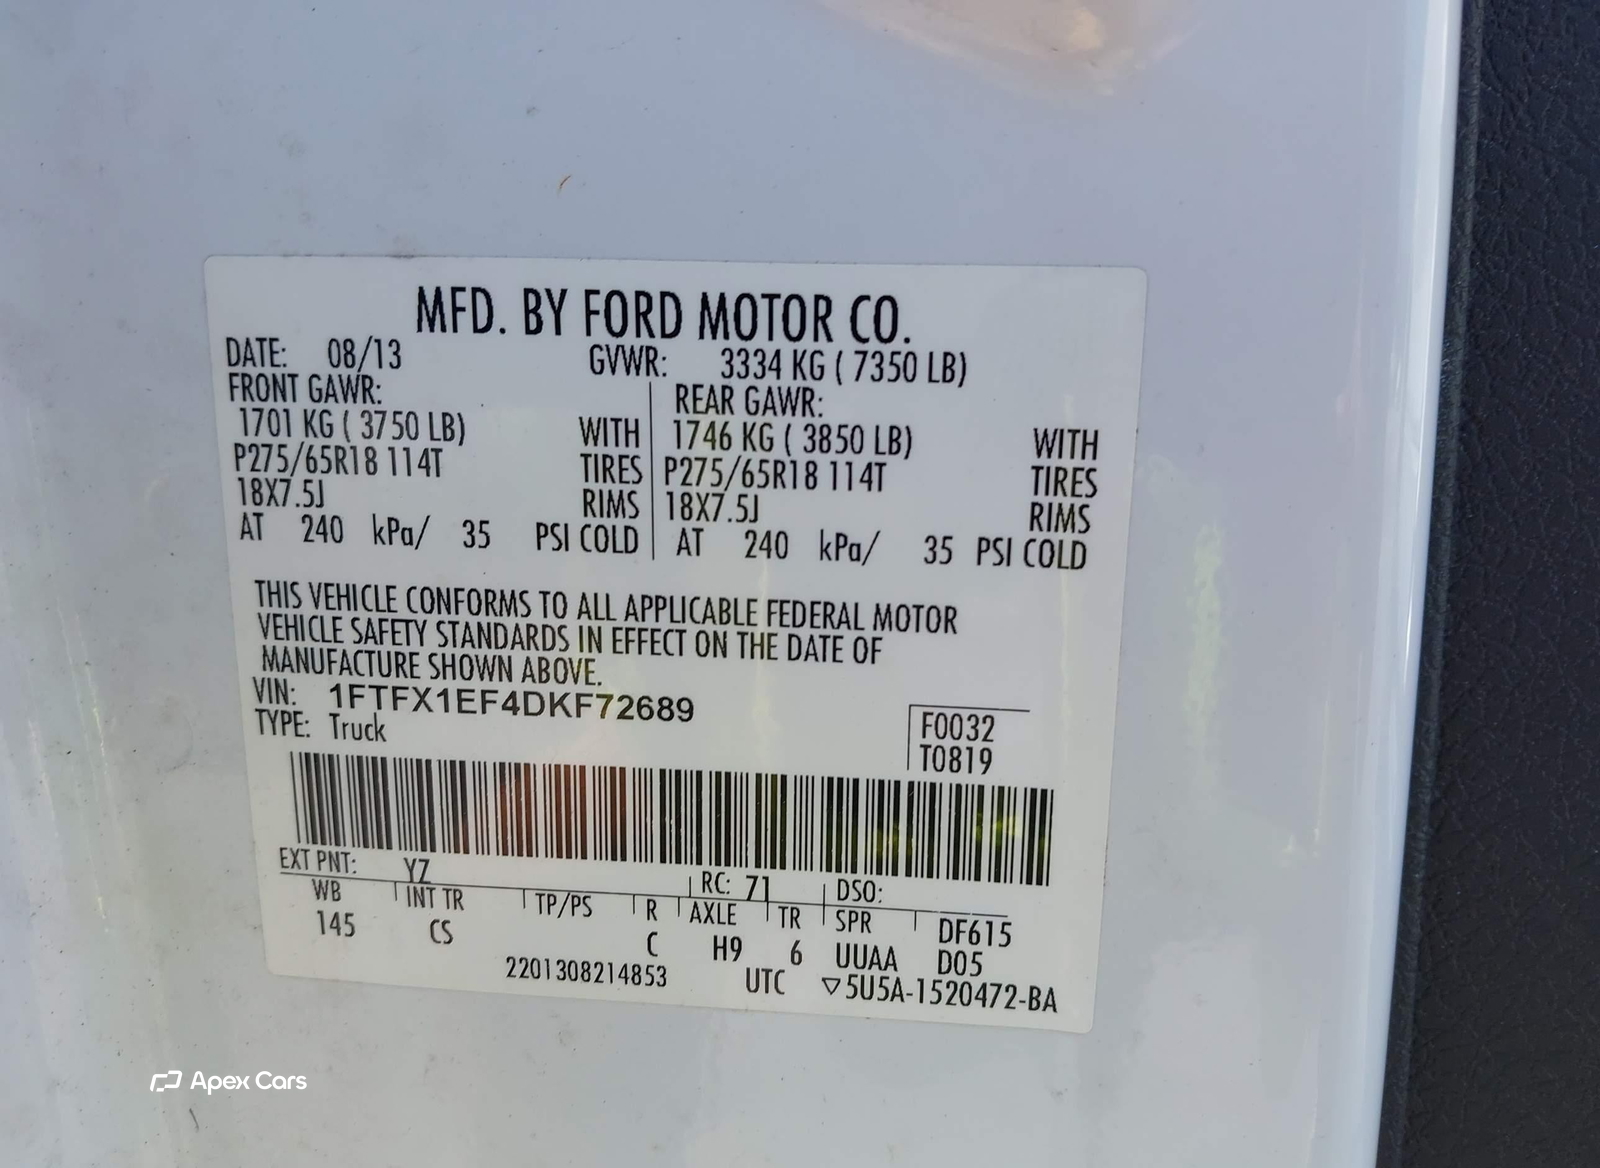 MFD. BY FORD MOTOR CO.
DATE: 08/13 GVWR: 3334 KG ( 7350 LB)
FRONT GAWR: REAR GAWR:
1701 KG ( 3750 LB) WITH 1746 KG ( 3850 LB) WITH
P275/65R18 114T TIRES P275/65R18 114T TIRES
18X7.5J RIMS 18X7.5J RIMS
AT 240 kPa/ 35 PSI COLD AT 240 kPa/ 35 PSI COLD
THIS VEHICLE CONFORMS TO ALL APPLICABLE FEDERAL MOTOR
VEHICLE SAFETY STANDARDS IN EFFECT ON THE DATE OF
MANUFACTURE SHOWN ABOVE.
VIN: 1FTFX1EF4DKF72689
TYPE: Truck
F0032
T0819
EXT PNT: YZ RC: 71 DSO:
WB INT TR TP/PS R AXLE TR SPR DF615
145 CS C H9 6 UUAA D05
2201308214853 UTC ▽5U5A-1520472-BA
Apex Cars